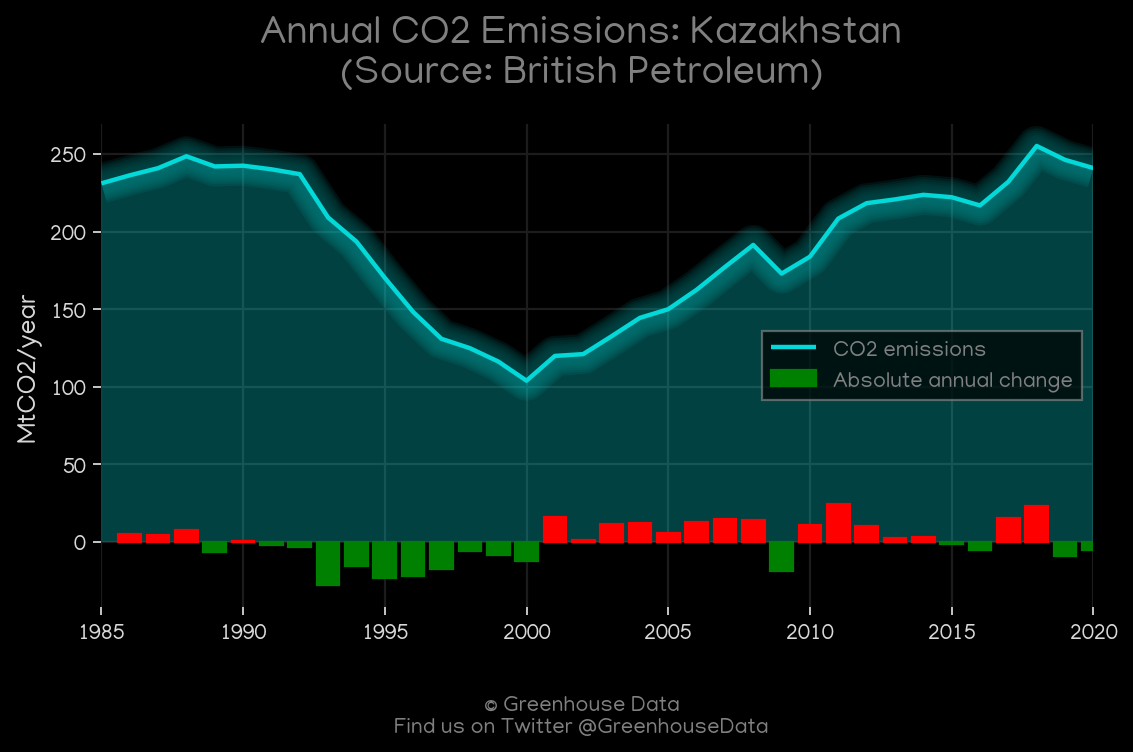 Annual CO2 Emissions: Kazakhstan
(Source: British Petroleum)
MtCO2/year
250
200
150
100
50
0
CO2 emissions
Absolute annual change
1985 1990 1995 2000 2005 2010 2015 2020
© Greenhouse Data
Find us on Twitter @GreenhouseData